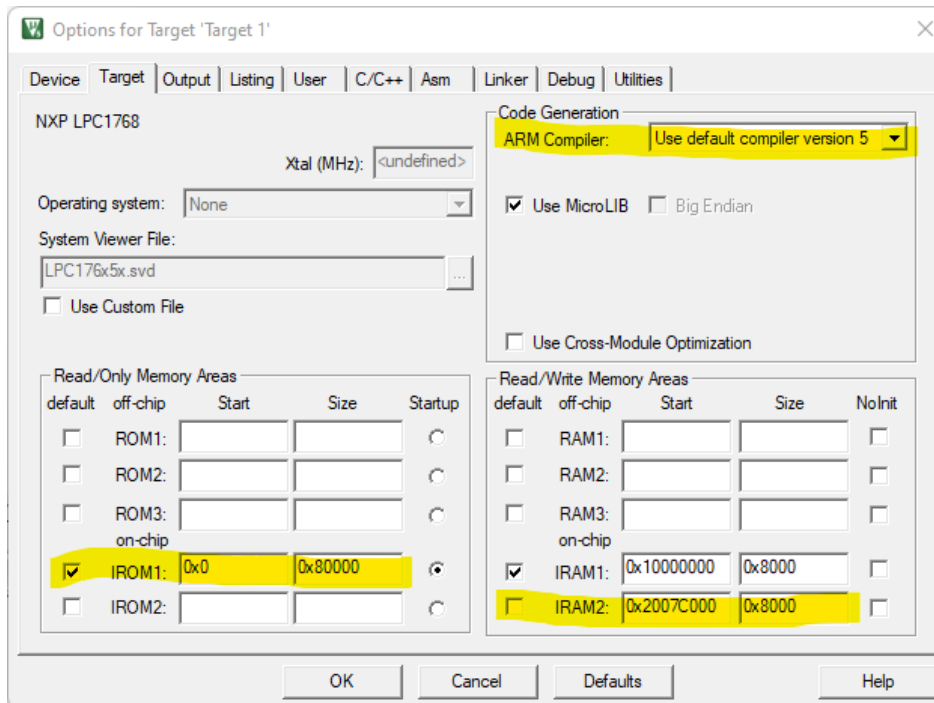 Options for Target 'Target 1'
Device Target Output Listing User C/C++ Asm Linker Debug Utilities
NXP LPC1768
Xtal (MHz): <undefined>
Operating system: None
System Viewer File:
LPC176x5x.svd ...
Use Custom File
Code Generation
ARM Compiler: Use default compiler version 5
Use MicroLIB Big Endian
Use Cross-Module Optimization
Read/Only Memory Areas
default off-chip Start Size Startup
ROM1:
ROM2:
ROM3:
on-chip
IROM1: 0x0 0x80000
IROM2:
Read/Write Memory Areas
default off-chip Start Size NoInit
RAM1:
RAM2:
RAM3:
on-chip
IRAM1: 0x10000000 0x8000
IRAM2: 0x2007C000 0x8000
OK Cancel Defaults Help